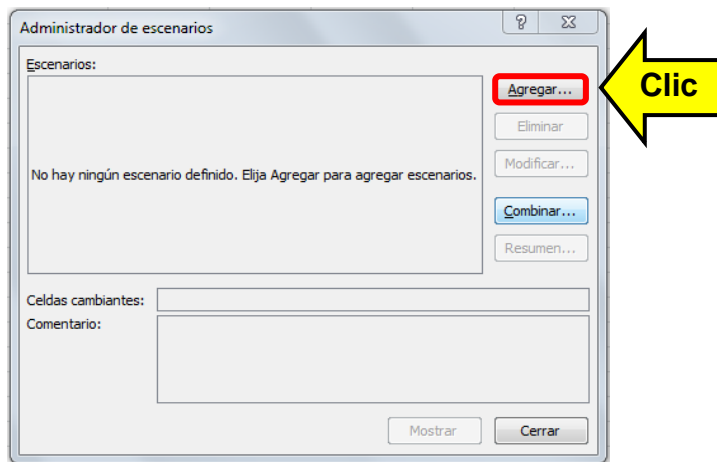 Administrador de escenarios
Escenarios:
Agregar...
Clic
Eliminar
Modificar...
No hay ningún escenario definido. Elija Agregar para agregar escenarios.
Combinar...
Resumen...
Celdas cambiantes:
Comentario:
Mostrar
Cerrar